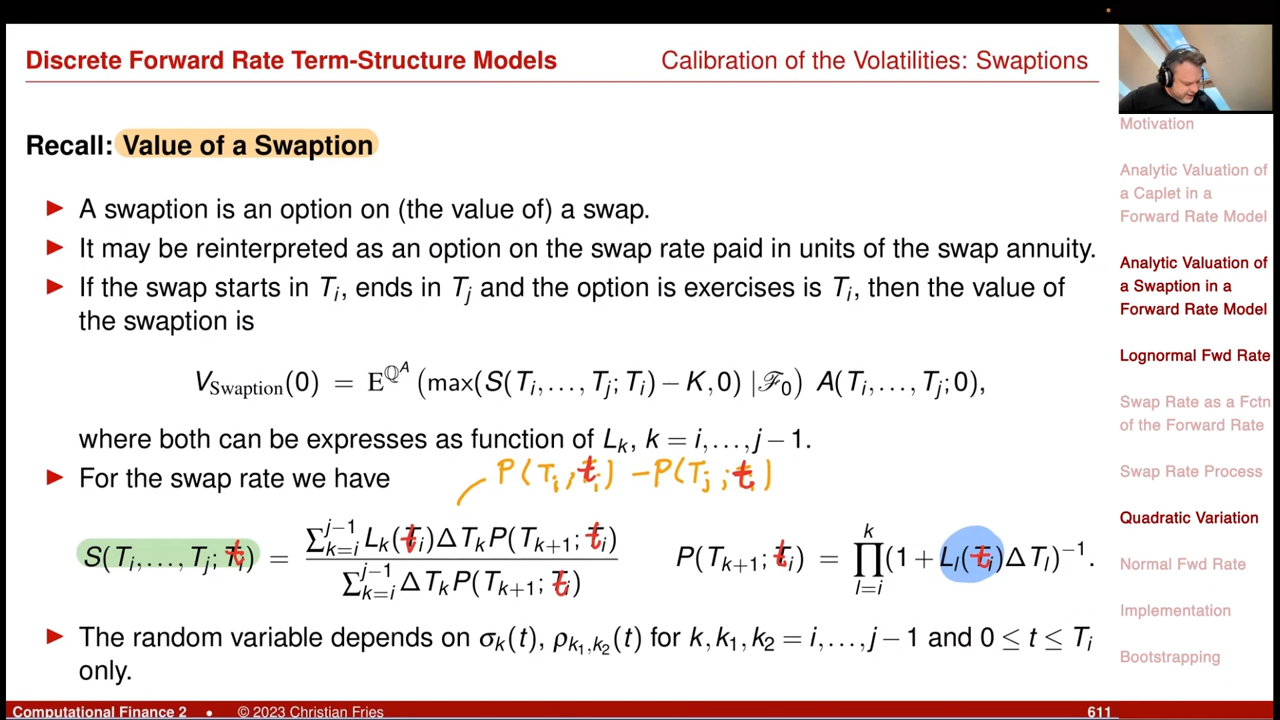 Discrete Forward Rate Term-Structure Models
Calibration of the Volatilities: Swaptions
Recall: Value of a Swaption
► A swaption is an option on (the value of) a swap.
► It may be reinterpreted as an option on the swap rate paid in units of the swap annuity.
► If the swap starts in T_i, ends in T_j and the option is exercises is T_i, then the value of
the swaption is
V_Swaption(0) = E^{ℚ^A} (max(S(T_i,…,T_j;T_i) − K,0) | ℱ_0) A(T_i,…,T_j;0),
where both can be expresses as function of L_k, k = i,…,j − 1.
P(T_i, t) − P(T_j; t)
► For the swap rate we have
S(T_i,…,T_j; t) = \frac{∑_{k=i}^{j−1} L_k(t)ΔT_k P(T_{k+1}; t)}{∑_{k=i}^{j−1} ΔT_k P(T_{k+1}; t)} P(T_{k+1}; t) = ∏_{l=i}^{k} (1 + L_l(t)ΔT_l)^{−1}.
► The random variable depends on σ_k(t), ρ_{k_1,k_2}(t) for k, k_1, k_2 = i,…,j − 1 and 0 ≤ t ≤ T_i
only.
Motivation
Analytic Valuation of
a Caplet in a
Forward Rate Model
Analytic Valuation of
a Swaption in a
Forward Rate Model
Lognormal Fwd Rate
Swap Rate as a Fctn
of the Forward Rate
Swap Rate Process
Quadratic Variation
Normal Fwd Rate
Implementation
Bootstrapping
Computational Finance 2 • © 2023 Christian Fries
611